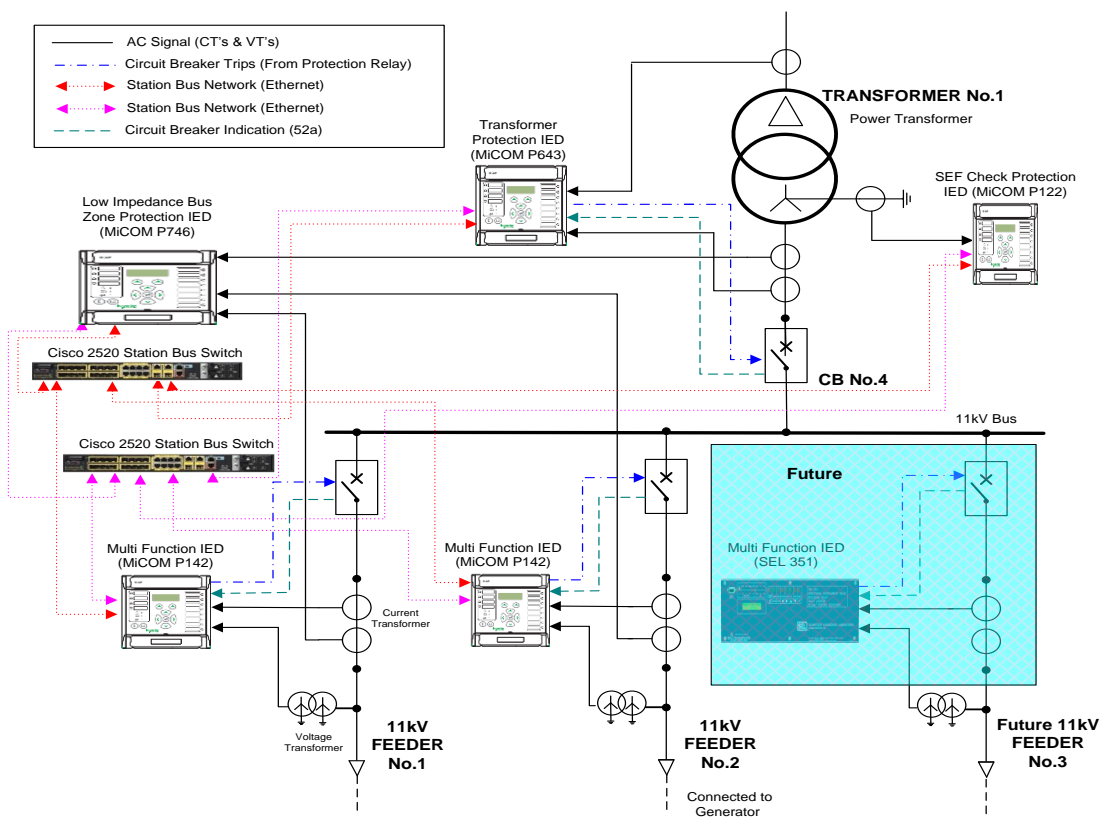 AC Signal (CT's & VT's)
Circuit Breaker Trips (From Protection Relay)
Station Bus Network (Ethernet)
Station Bus Network (Ethernet)
Circuit Breaker Indication (52a)
TRANSFORMER No.1
Power Transformer
Transformer
Protection IED
(MiCOM P643)
SEF Check Protection
IED (MiCOM P122)
Low Impedance Bus
Zone Protection IED
(MiCOM P746)
Cisco 2520 Station Bus Switch
CB No.4
11kV Bus
Cisco 2520 Station Bus Switch
Future
Multi Function IED
(MiCOM P142)
Multi Function IED
(MiCOM P142)
Multi Function IED
(SEL 351)
Current
Transformer
Voltage
Transformer
11kV
FEEDER
No.1
11kV
FEEDER
No.2
Future 11kV
FEEDER
No.3
Connected to
Generator